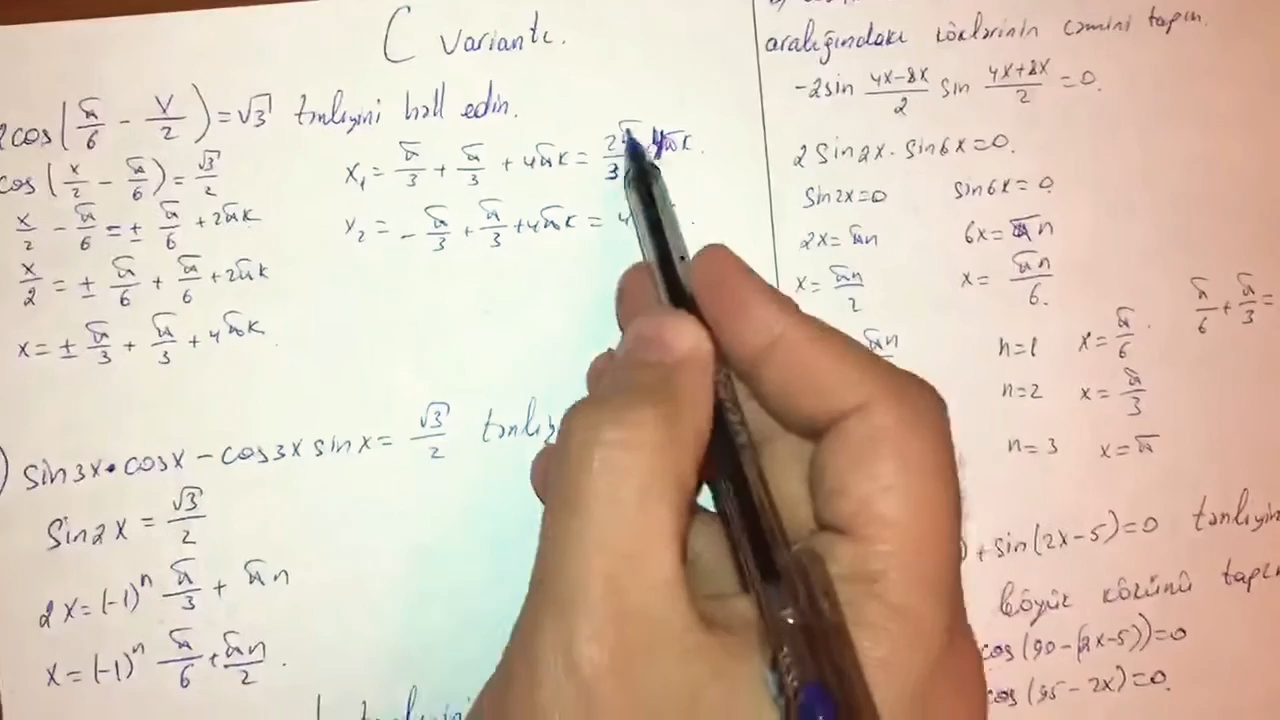 C variantı.
2cos(π/6 - x/2) = √3 tənliyini həll edin.
cos(x/2 - π/6) = √3/2
x/2 - π/6 = ± π/6 + 2πk
x/2 = ± π/6 + π/6 + 2πk
x = ± π/3 + π/3 + 4πk
x₁ = π/3 + π/3 + 4πk = 2π/3 4πk.
x₂ = - π/3 + π/3 + 4πk = 4
) sin3x·cosx - cos3x sinx = √3/2
Sin2x = √3/2
2x = (-1)ⁿ π/3 + πn
x = (-1)ⁿ π/6 + πn/2.
tənliyini
aralığındakı köklərinin cəmini tapın.
-2sin (4x-8x)/2 sin (4x+8x)/2 = 0.
2 Sin2x · Sin6x = 0.
Sin2x = 0 sin6x = 0
2x = πn 6x = πn
x = πn/2 x = πn/6.
πn
n=1 x = π/6.
n=2 x = π/3
n=3 x = π
π/6 + π/3 =
) + sin(2x-5) = 0 tənliyin
böyük kökünü tapın
cos(90-(2x-5)) = 0
cos(95-2x) = 0.